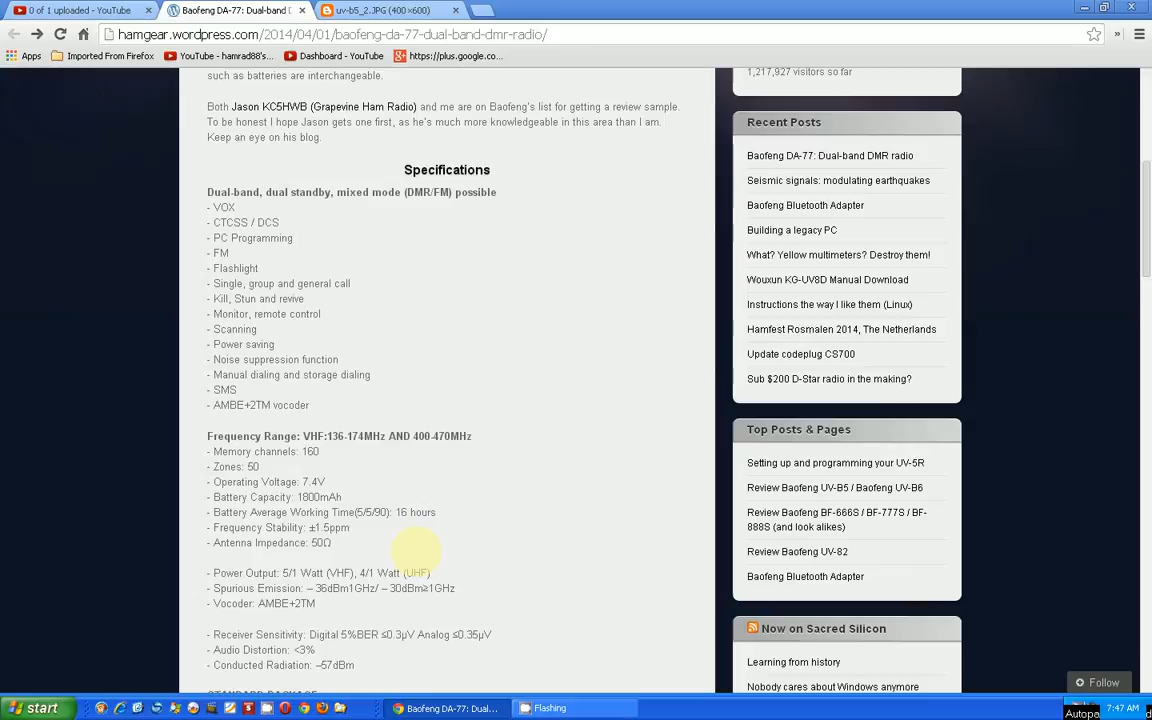 0 of 1 uploaded - YouTube
Baofeng DA-77: Dual-band D
uv-b5_2.JPG (400×600)
hamgear.wordpress.com/2014/04/01/baofeng-da-77-dual-band-dmr-radio/
Apps
Imported From Firefox
YouTube - hamrad88's...
Dashboard - YouTube
https://plus.google.co...
such as batteries are interchangeable.
Both Jason KC5HWB (Grapevine Ham Radio) and me are on Baofeng's list for getting a review sample.
To be honest I hope Jason gets one first, as he's much more knowledgeable in this area than I am.
Keep an eye on his blog.
Specifications
Dual-band, dual standby, mixed mode (DMR/FM) possible
- VOX
- CTCSS / DCS
- PC Programming
- FM
- Flashlight
- Single, group and general call
- Kill, Stun and revive
- Monitor, remote control
- Scanning
- Power saving
- Noise suppression function
- Manual dialing and storage dialing
- SMS
- AMBE+2TM vocoder
Frequency Range: VHF:136-174MHz AND 400-470MHz
- Memory channels: 160
- Zones: 50
- Operating Voltage: 7.4V
- Battery Capacity: 1800mAh
- Battery Average Working Time(5/5/90): 16 hours
- Frequency Stability: ±1.5ppm
- Antenna Impedance: 50Ω
- Power Output: 5/1 Watt (VHF), 4/1 Watt (UHF)
- Spurious Emission: – 36dBm1GHz/ – 30dBm≥1GHz
- Vocoder: AMBE+2TM
- Receiver Sensitivity: Digital 5%BER ≤0.3μV Analog ≤0.35μV
- Audio Distortion: <3%
- Conducted Radiation: –57dBm
STANDARD PACKAGE
1,217,927 visitors so far
Recent Posts
Baofeng DA-77: Dual-band DMR radio
Seismic signals: modulating earthquakes
Baofeng Bluetooth Adapter
Building a legacy PC
What? Yellow multimeters? Destroy them!
Wouxun KG-UV8D Manual Download
Instructions the way I like them (Linux)
Hamfest Rosmalen 2014, The Netherlands
Update codeplug CS700
Sub $200 D-Star radio in the making?
Top Posts & Pages
Setting up and programming your UV-5R
Review Baofeng UV-B5 / Baofeng UV-B6
Review Baofeng BF-666S / BF-777S / BF-
888S (and look alikes)
Review Baofeng UV-82
Baofeng Bluetooth Adapter
Now on Sacred Silicon
Learning from history
Nobody cares about Windows anymore
Follow
start
Baofeng DA-77: Dual...
Flashing
7:47 AM
Autopa